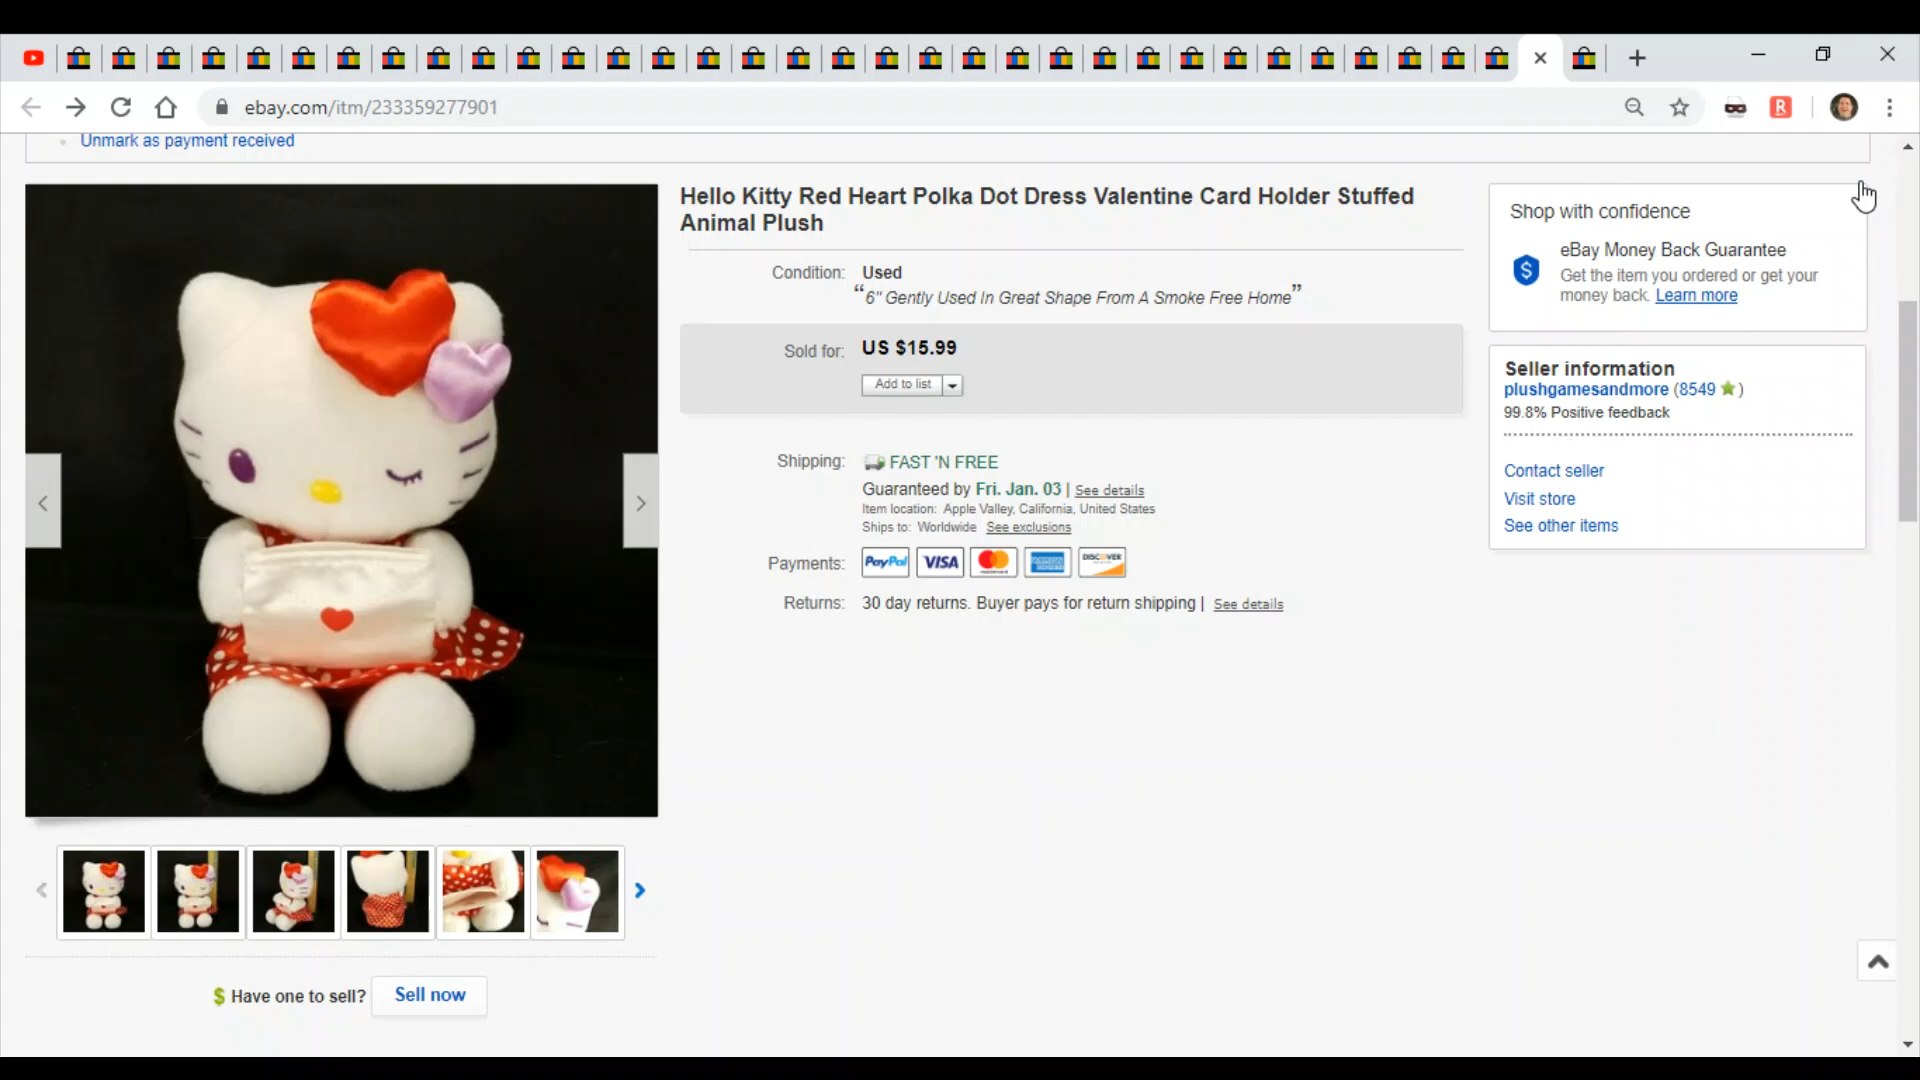 ebay.com/itm/233359277901
Unmark as payment received
Hello Kitty Red Heart Polka Dot Dress Valentine Card Holder Stuffed
Animal Plush
Condition: Used
“6" Gently Used In Great Shape From A Smoke Free Home”
Sold for: US $15.99
Add to list
Shipping: FAST 'N FREE
Guaranteed by Fri. Jan. 03 | See details
Item location: Apple Valley, California, United States
Ships to: Worldwide See exclusions
Payments: PayPal VISA mastercard AMERICAN EXPRESS DISCOVER
Returns: 30 day returns. Buyer pays for return shipping | See details
Shop with confidence
eBay Money Back Guarantee
Get the item you ordered or get your
money back. Learn more
Seller information
plushgamesandmore (8549 )
99.8% Positive feedback
Contact seller
Visit store
See other items
$ Have one to sell? Sell now